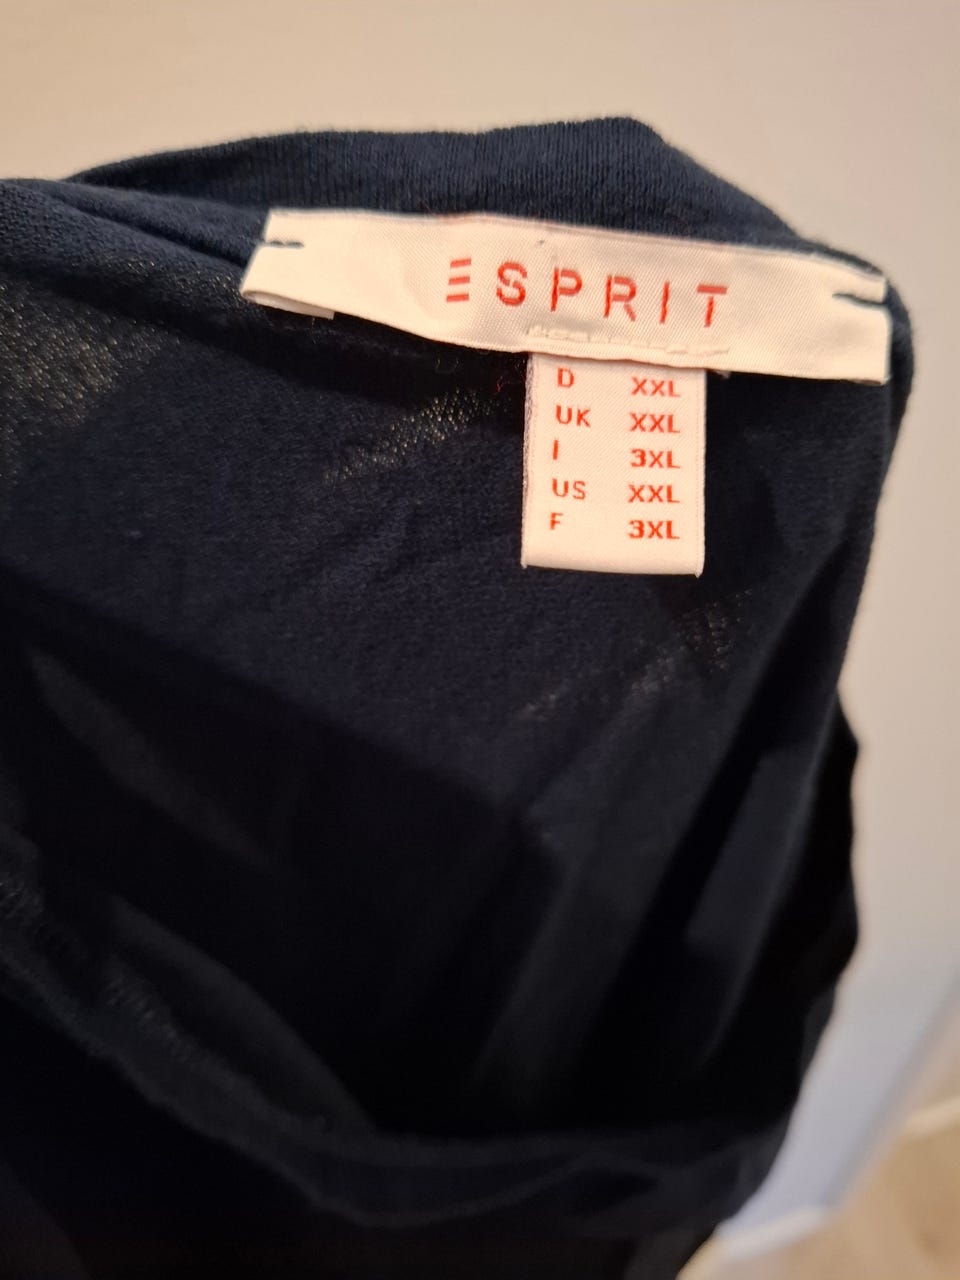 ESPRIT
D XXL
UK XXL
I 3XL
US XXL
F 3XL